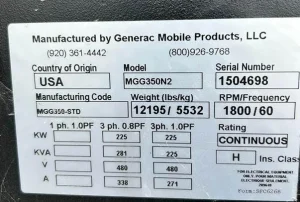 Manufactured by Generac Mobile Products, LLC
(920) 361-4442 (800)926-9768
Country of Origin Model Serial Number
USA MGG350N2 1504698
Manufacturing Code Weight (lbs/kg) RPM/Frequency
MGG350-STD 12195/ 5532 1800/60
1 ph. 1.0PF 3 ph. 0.8PF 3ph. 1.0PF Rating
KW 225 225 CONTINUOUS
KVA 281 225
V 480 480 H Ins. Class
A 338 271